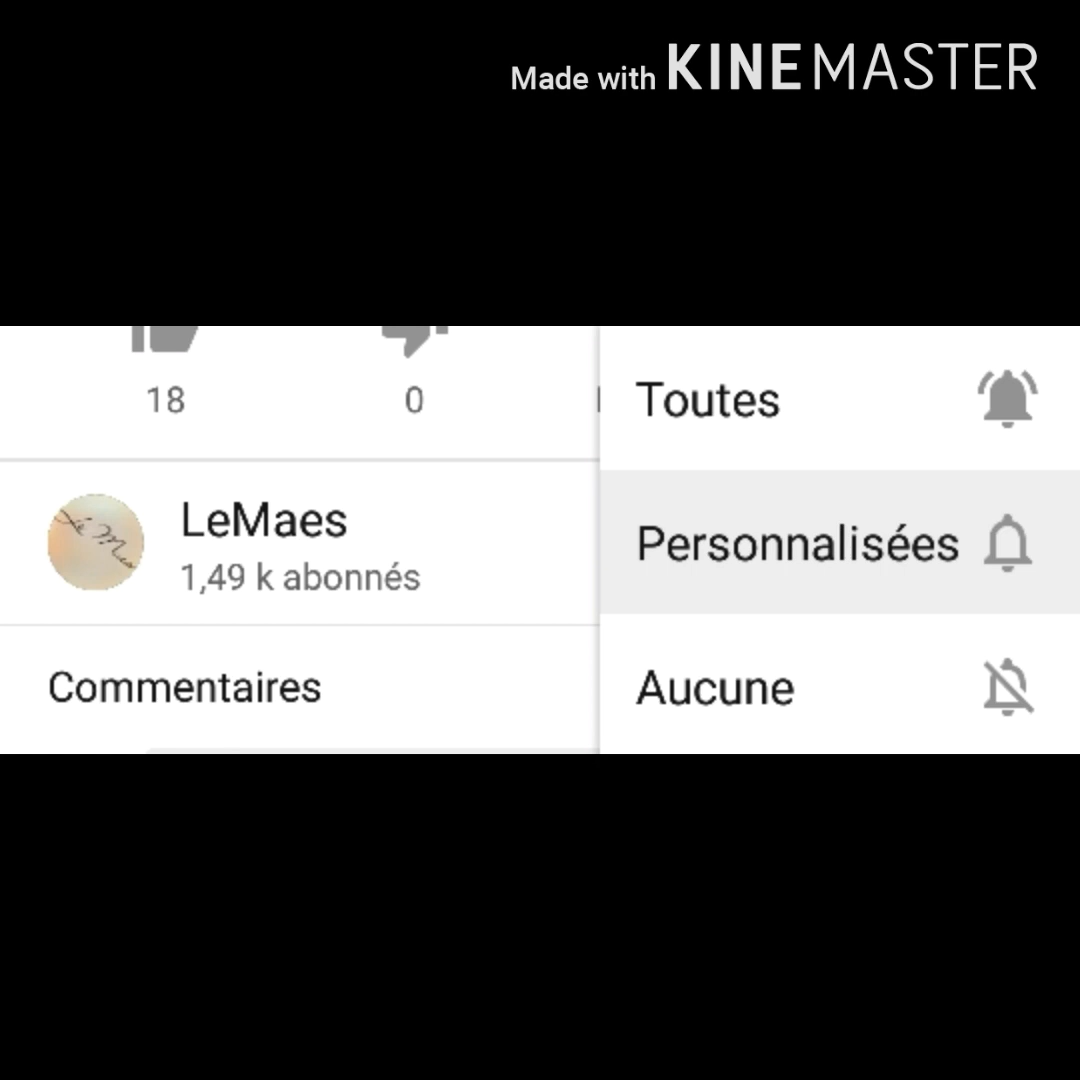 Made with KINEMASTER
18
0
Toutes
LeMaes
1,49 k abonnés
Personnalisées
Commentaires
Aucune